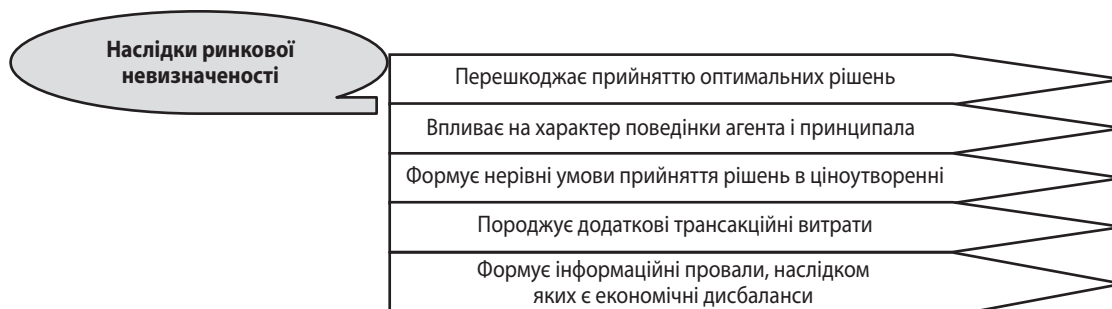 Наслідки ринкової
невизначеності
Перешкоджає прийняттю оптимальних рішень
Впливає на характер поведінки агента і принципала
Формує нерівні умови прийняття рішень в ціноутворенні
Породжує додаткові трансакційні витрати
Формує інформаційні провали, наслідком
яких є економічні дисбаланси